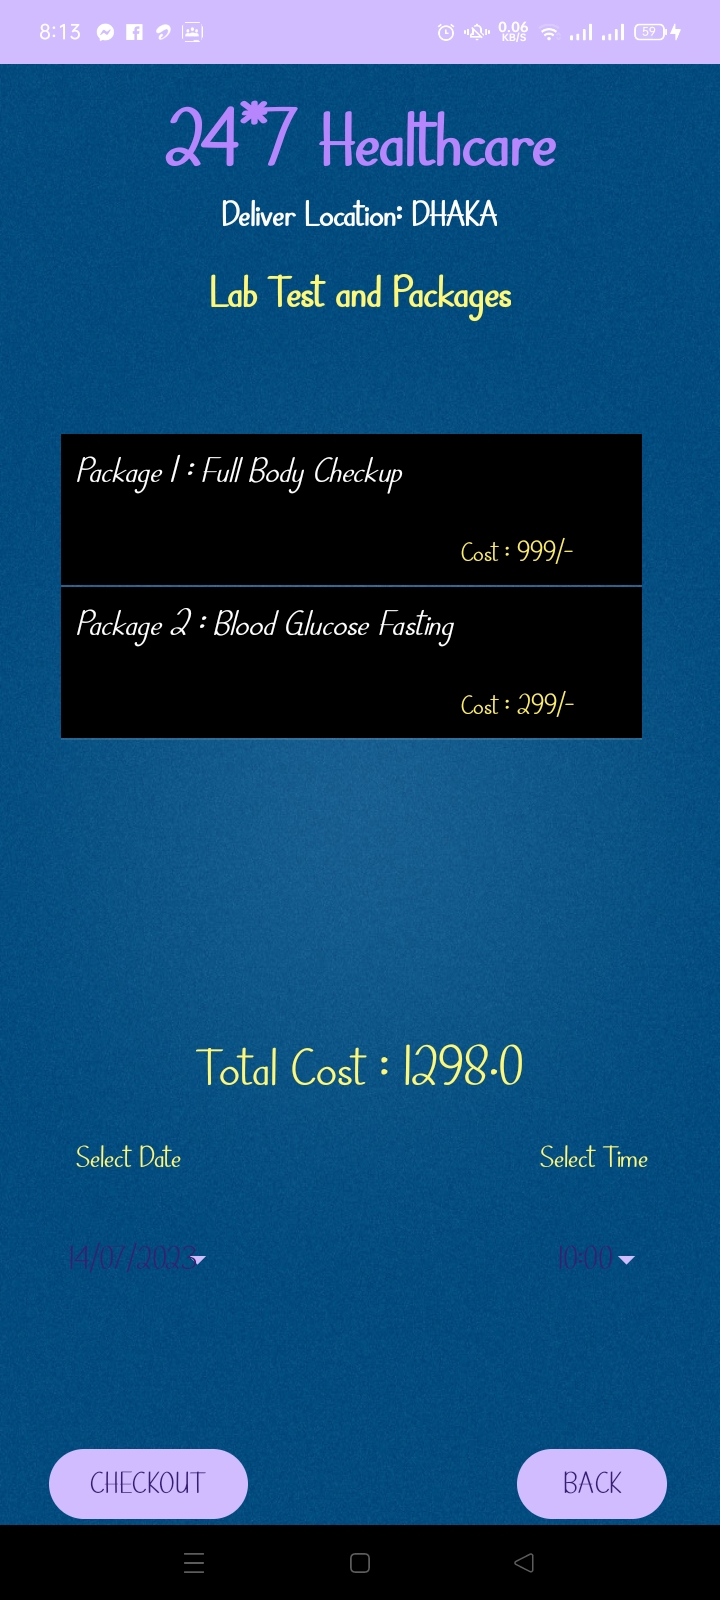 8:13
0.06
KB/S
59
24*7 Healthcare
Deliver Location: DHAKA
Lab Test and Packages
Package 1 : Full Body Checkup
Cost : 999/-
Package 2 : Blood Glucose Fasting
Cost : 299/-
Total Cost : 1298.0
Select Date Select Time
14/07/2023 10:00
CHECKOUT BACK